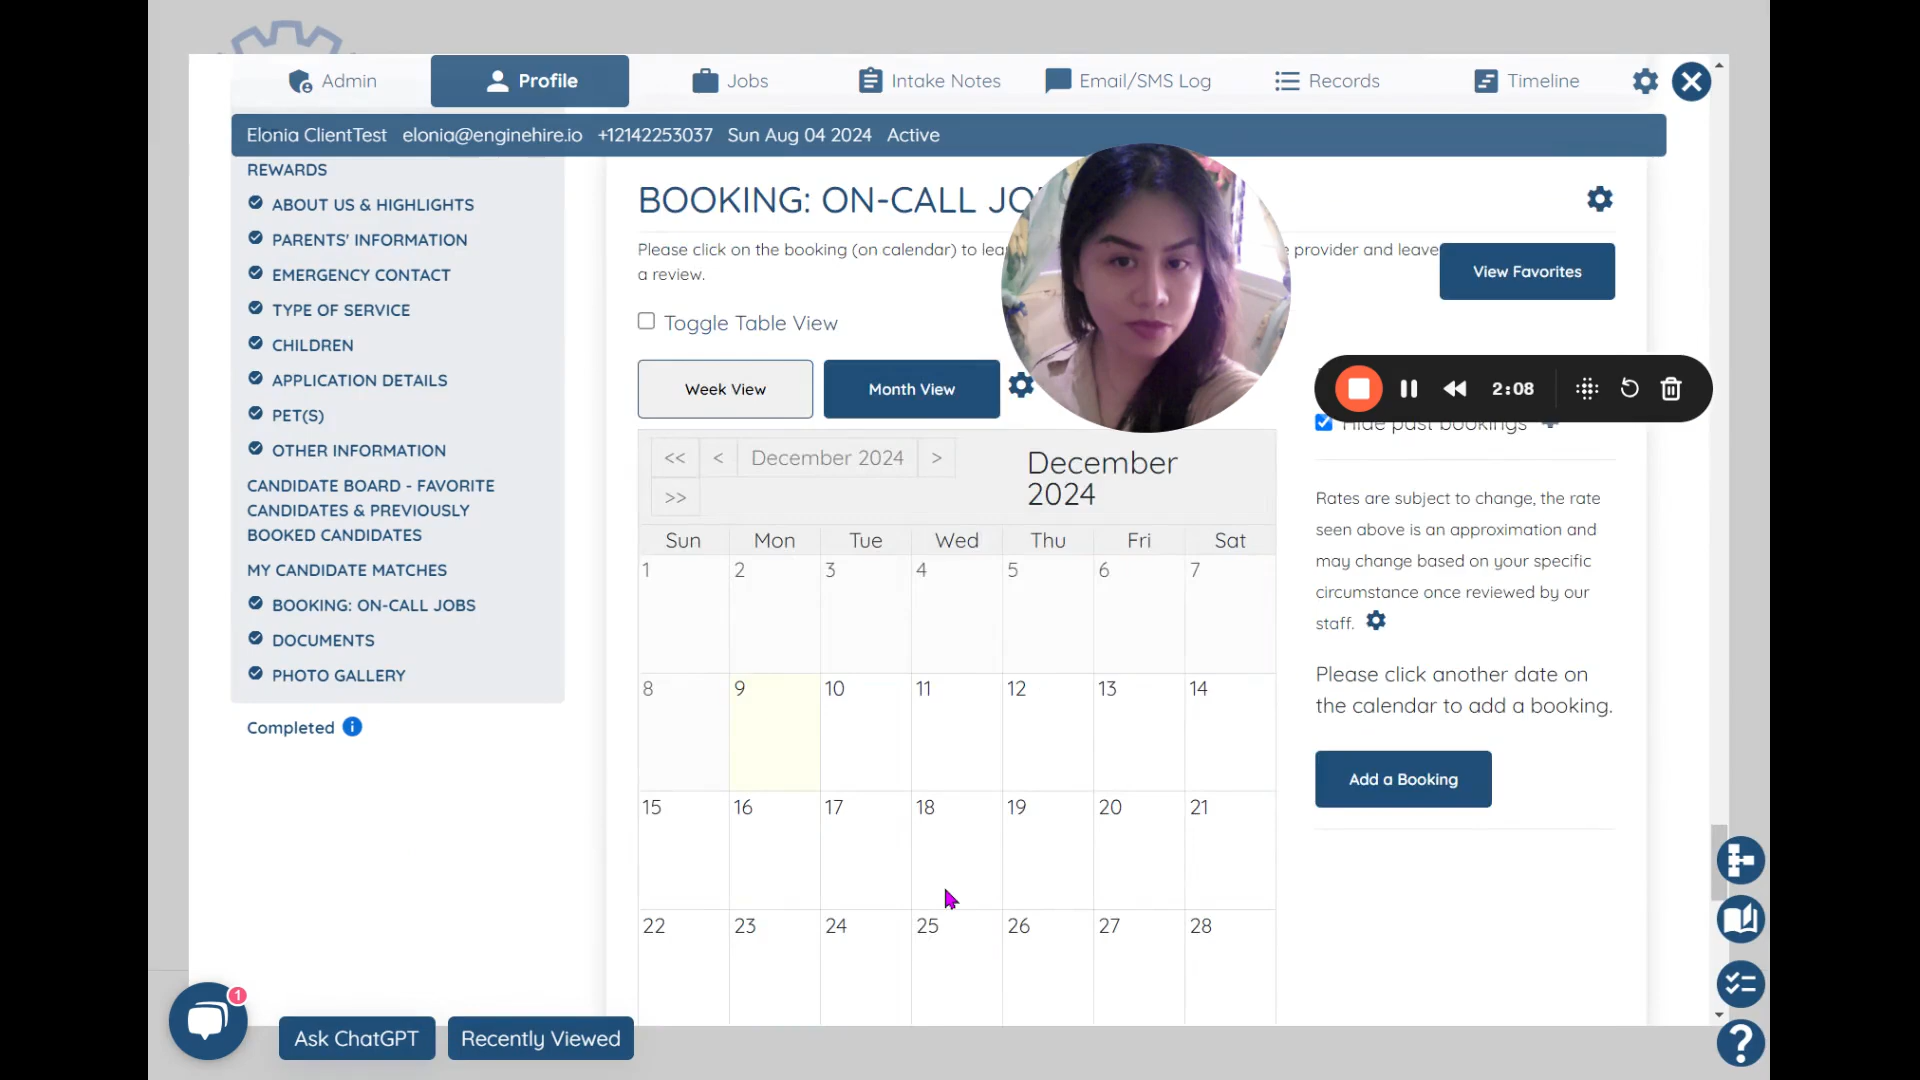 Admin
Profile
Jobs
Intake Notes
Email/SMS Log
Records
Timeline
Elonia ClientTest elonia@enginehire.io +12142253037 Sun Aug 04 2024 Active
REWARDS
ABOUT US & HIGHLIGHTS
PARENTS' INFORMATION
EMERGENCY CONTACT
TYPE OF SERVICE
CHILDREN
APPLICATION DETAILS
PET(S)
OTHER INFORMATION
CANDIDATE BOARD - FAVORITE
CANDIDATES & PREVIOUSLY
BOOKED CANDIDATES
MY CANDIDATE MATCHES
BOOKING: ON-CALL JOBS
DOCUMENTS
PHOTO GALLERY
Completed
BOOKING: ON-CALL
Please click on the booking (on calendar) to provider and leave
a review.
View Favorites
Toggle Table View
Week View
Month View
2:08
Hide past bookings
<< < December 2024 >
>>
December
2024
Sun Mon Tue Wed Thu Fri Sat
1 2 3 4 5 6 7
8 9 10 11 12 13 14
15 16 17 18 19 20 21
22 23 24 25 26 27 28
Rates are subject to change, the rate
seen above is an approximation and
may change based on your specific
circumstance once reviewed by our
staff.
Please click another date on
the calendar to add a booking.
Add a Booking
1
Ask ChatGPT
Recently Viewed
?